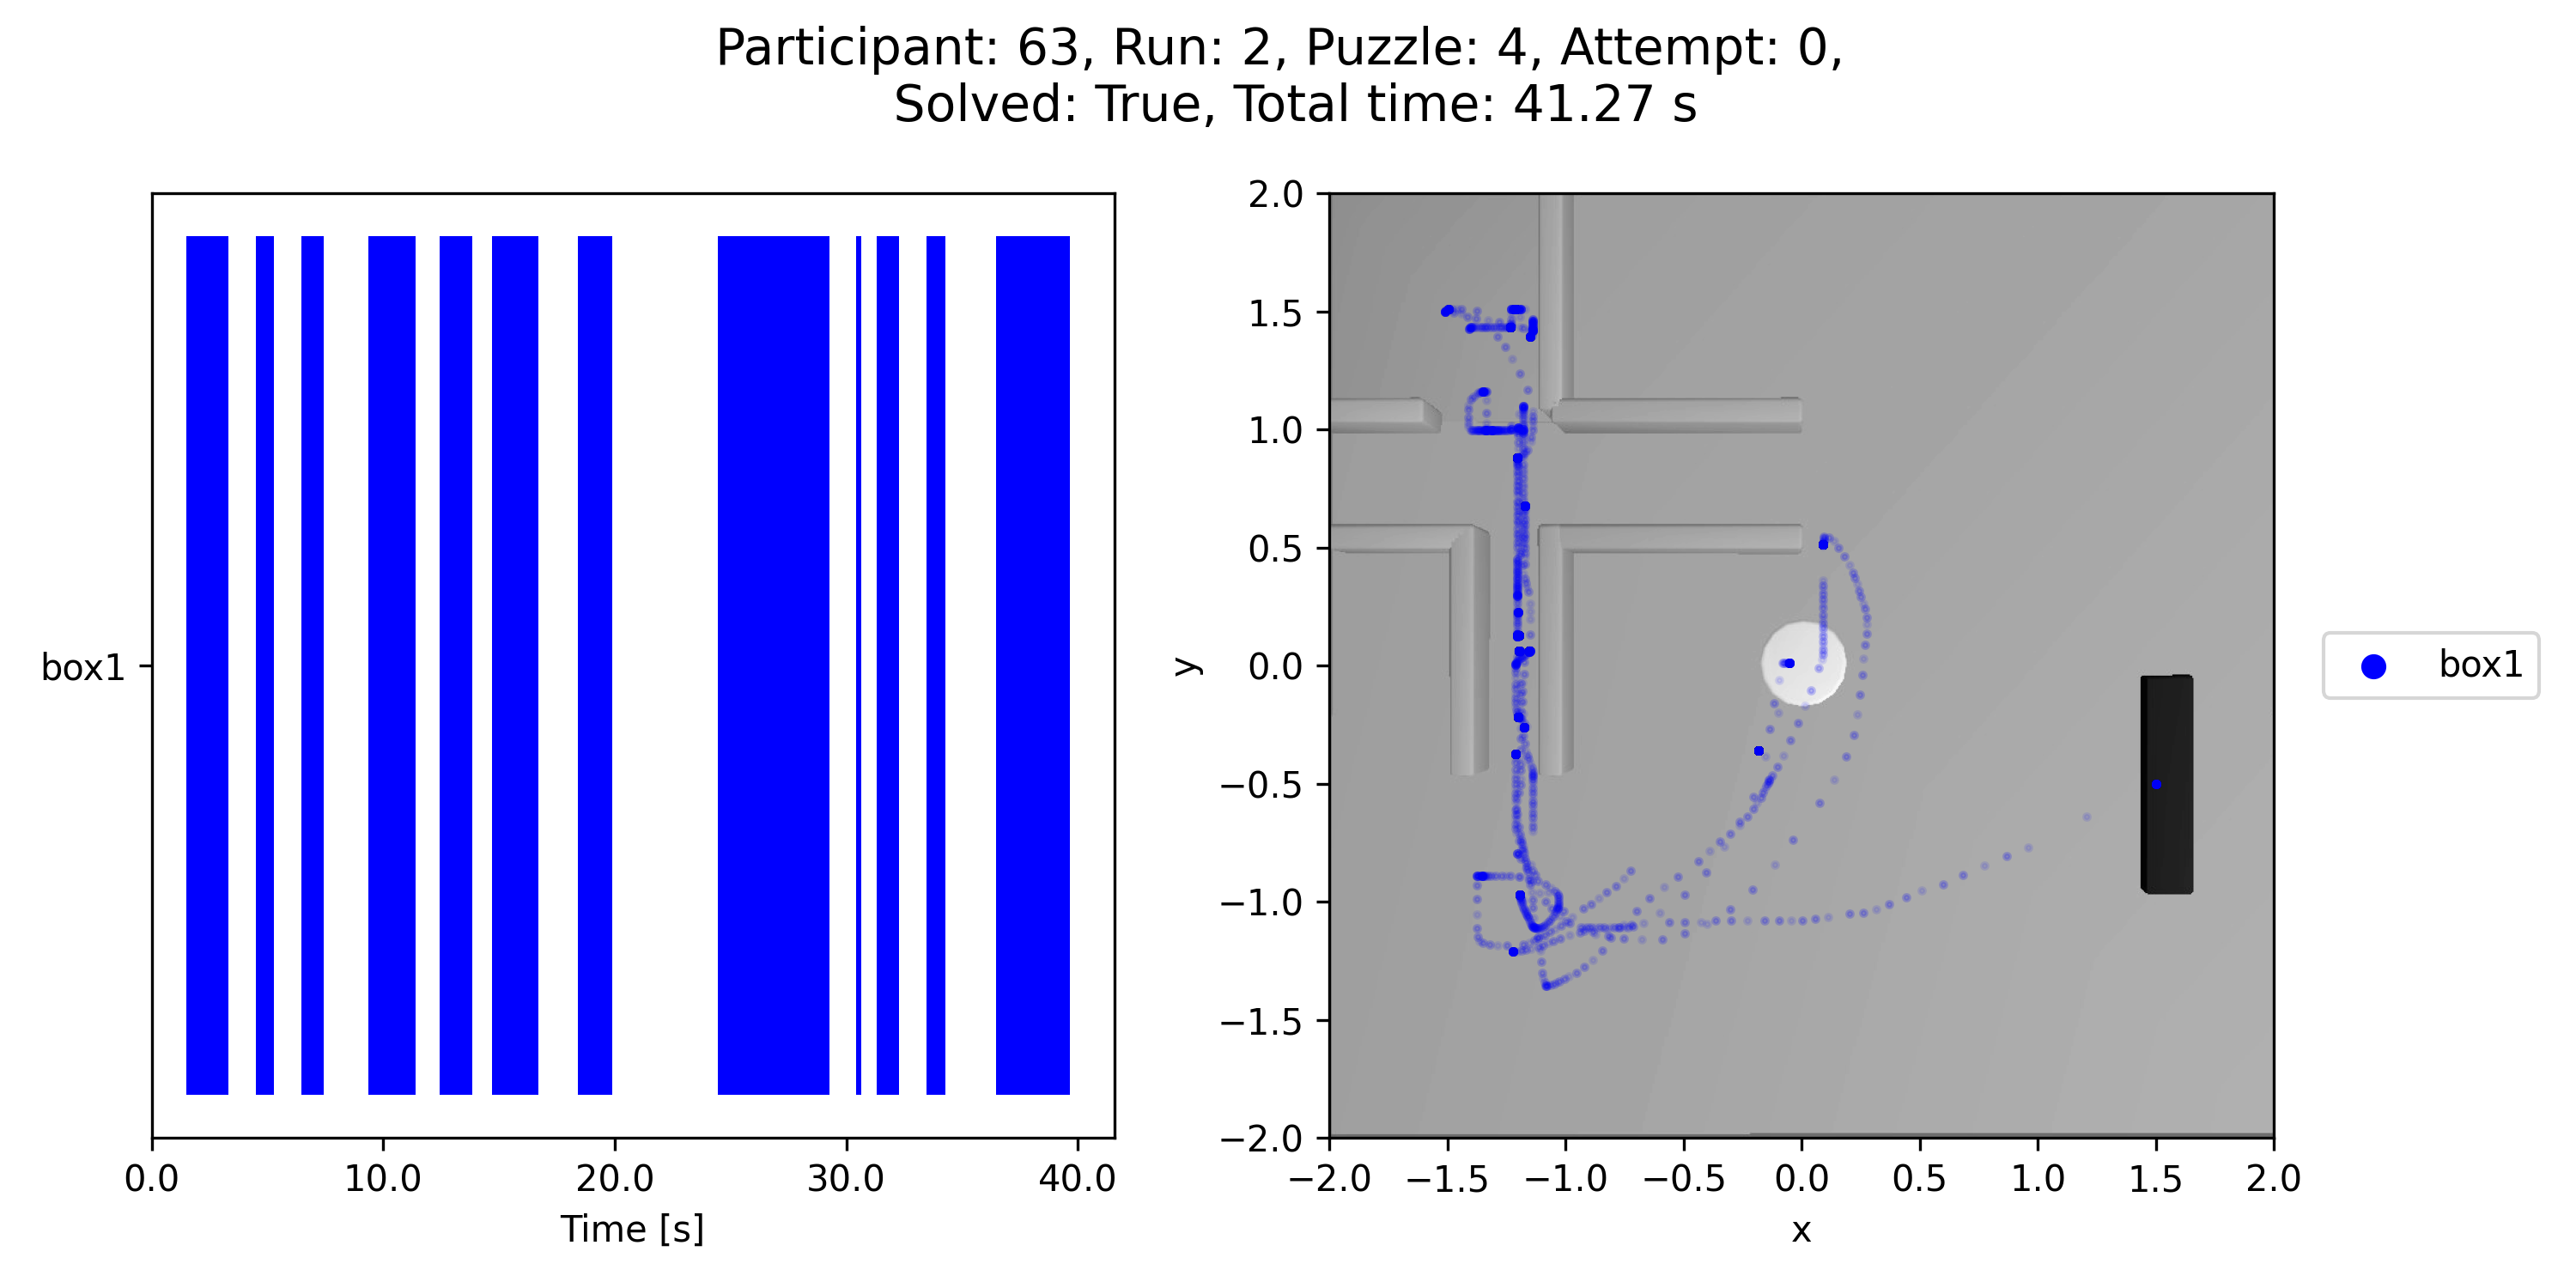 Participant: 63, Run: 2, Puzzle: 4, Attempt: 0,
Solved: True, Total time: 41.27 s
box1
0.0 10.0 20.0 30.0 40.0
Time [s]
2.0
1.5
1.0
0.5
0.0
−0.5
−1.0
−1.5
−2.0
y
−2.0 −1.5 −1.0 −0.5 0.0 0.5 1.0 1.5 2.0
x
box1